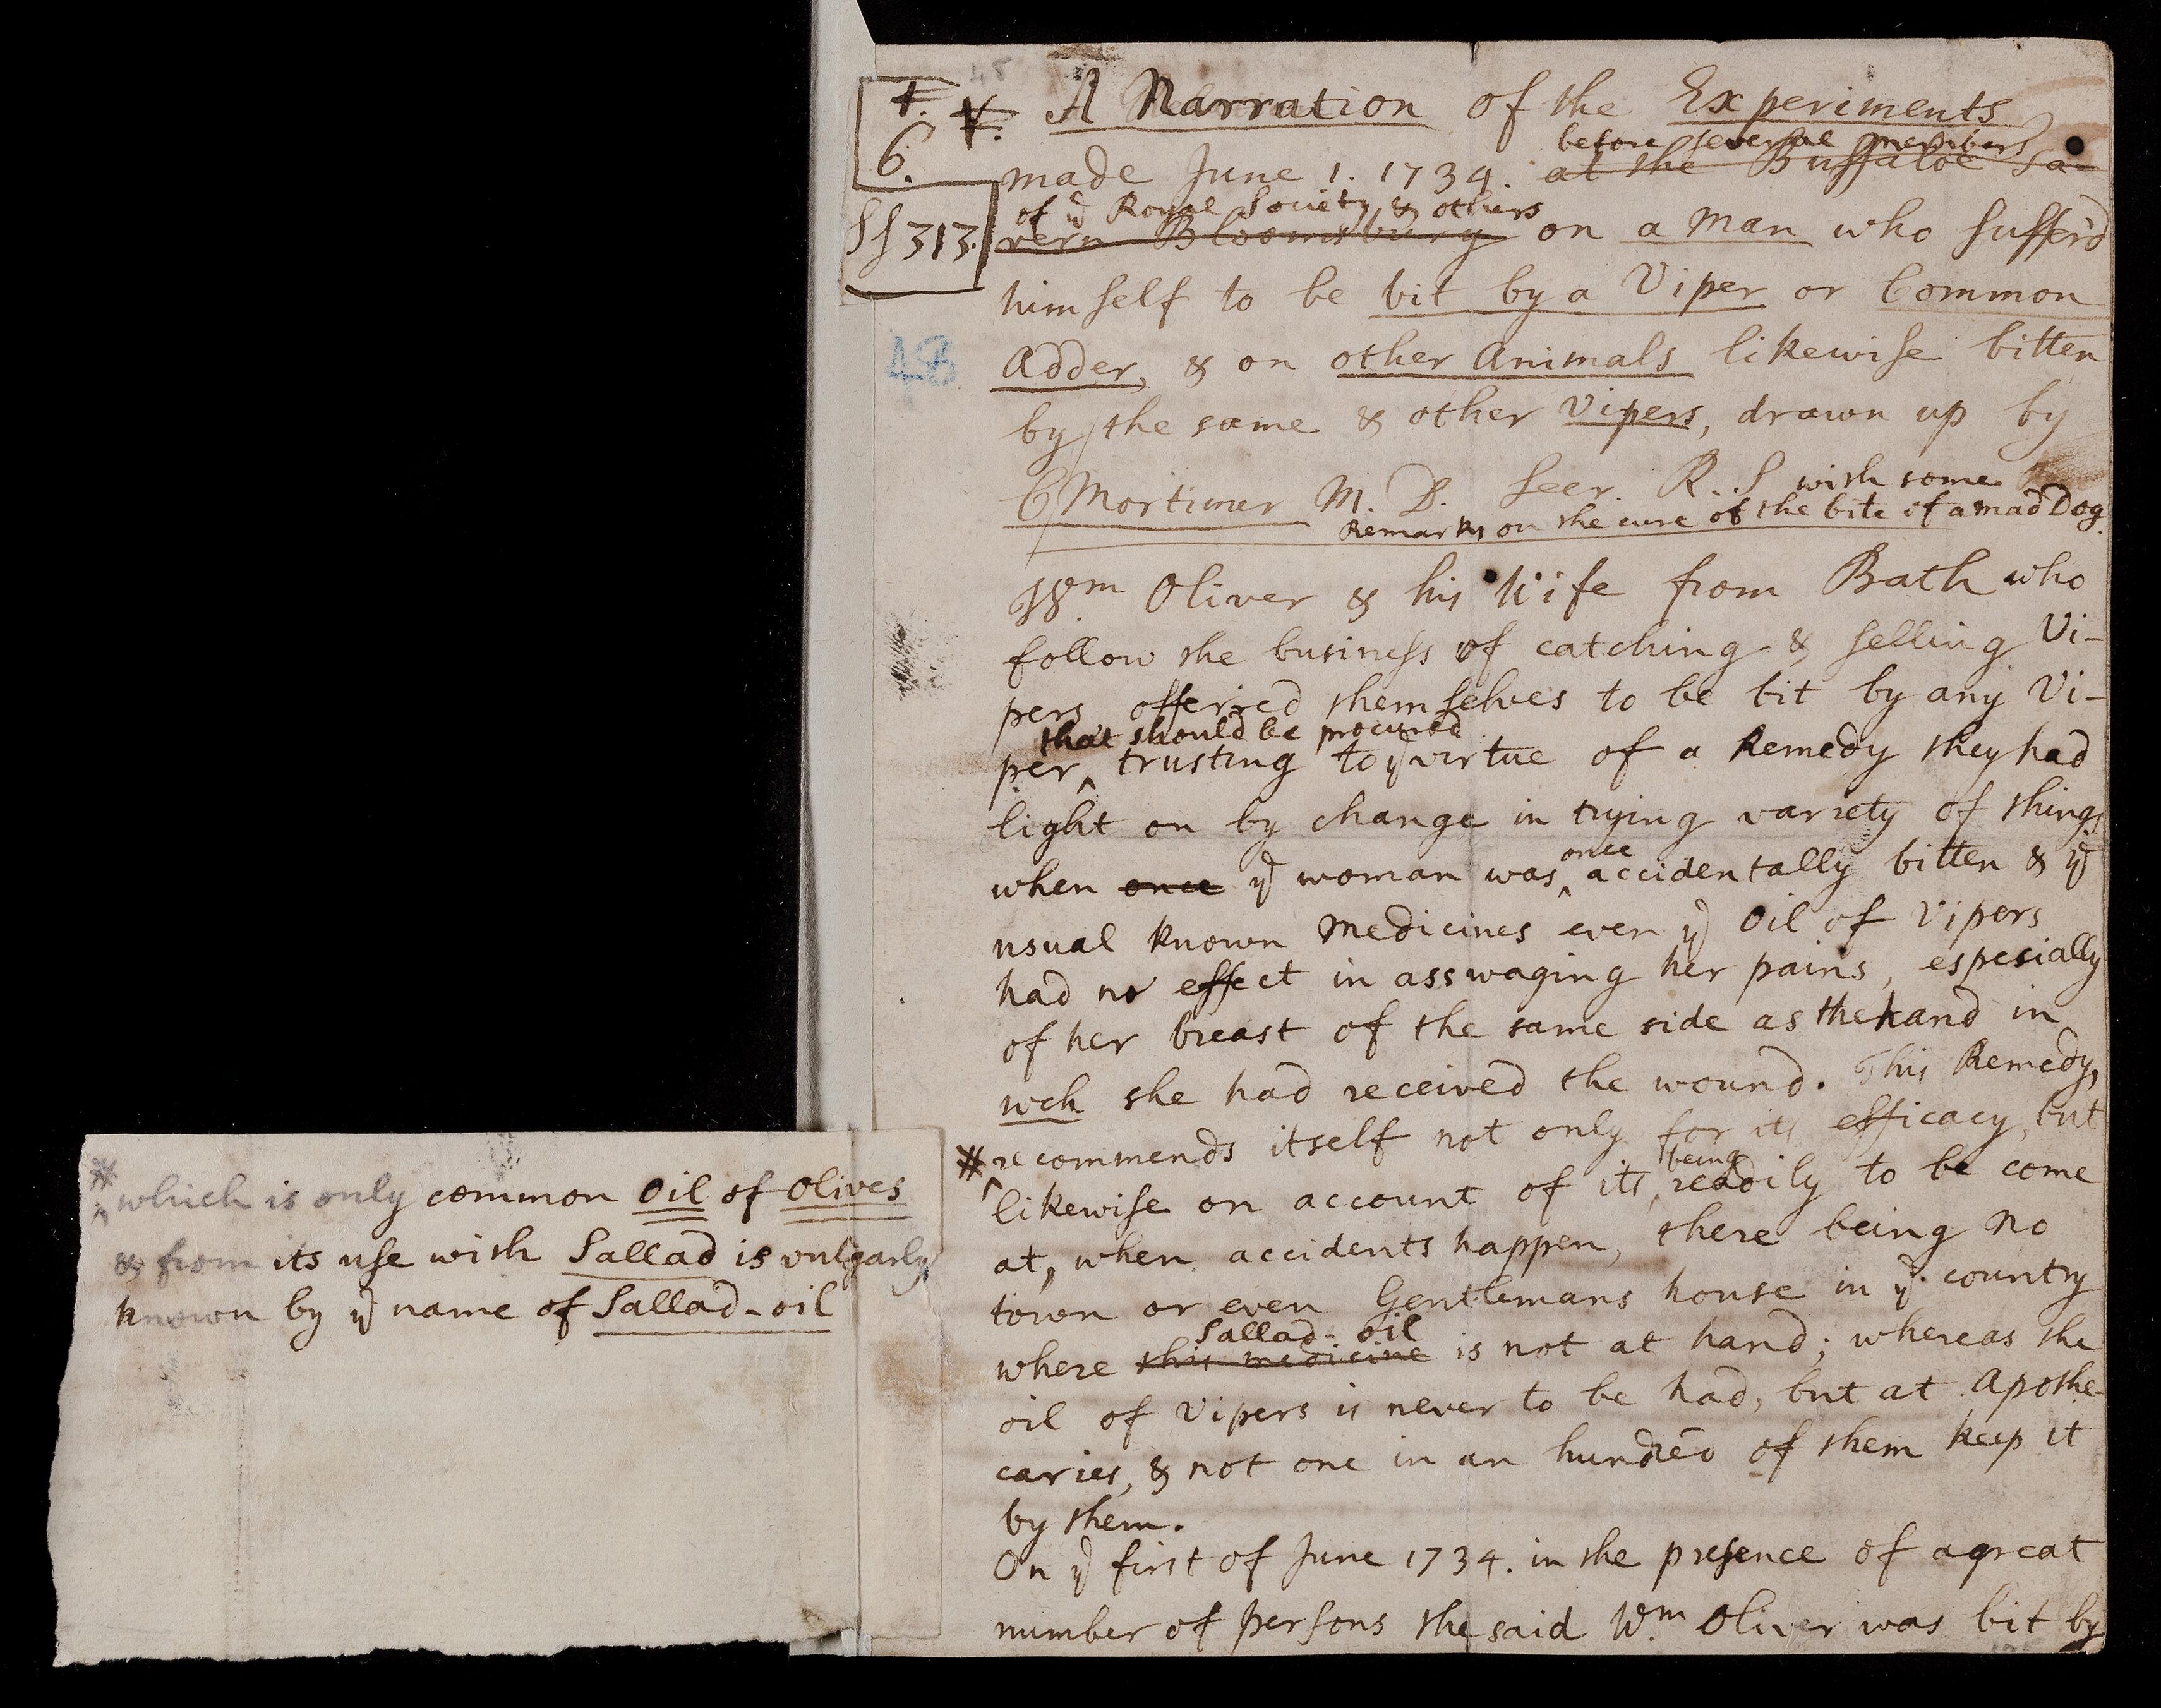 A Narration of the Experiments
before several members
made June 1. 1734. at the Buffaloe Ta-
of ye Royal Society & others
vern Bloomsbury on a man who suffer'd
himself to be bit by a Viper or Common
Adder, & on other Animals likewise bitten
by the same & other Vipers, drawn up by
C Mortimer M. D. Secr. R. S with some
Remarks on the cure of the bite of a mad Dog.
Wm Oliver & his Wife from Bath who
follow the business of catching & selling Vi-
pers offerred themselves to be bit by any Vi-
that should be procured
per, trusting to ye virtue of a Remedy they had
light on by change in trying variety of things
once
when once ye woman was accidentally bitten & ye
usual known medicines even ye Oil of Vipers
had no effect in asswaging her pains, espesially
of her breast of the same side as the hand in
wch she had received the wound. This Remedy,
recommends itself not only for its efficacy, but
being
likewise on account of its readily to be come
at, when accidents happen, there being no
town or even Gentlemans house in ye country
Sallad-oil
where this medicine is not at hand; whereas the
oil of Vipers is never to be had, but at Apothe-
caries, & not one in an hundred of them keep it
by them.
On ye first of June 1734. in the presence of a great
number of persons the said Wm Oliver was bit by
6.
SS 313.
which is only common Oil of Olives
& from its use with Sallad is vulgarly
known by ye name of Sallad-oil